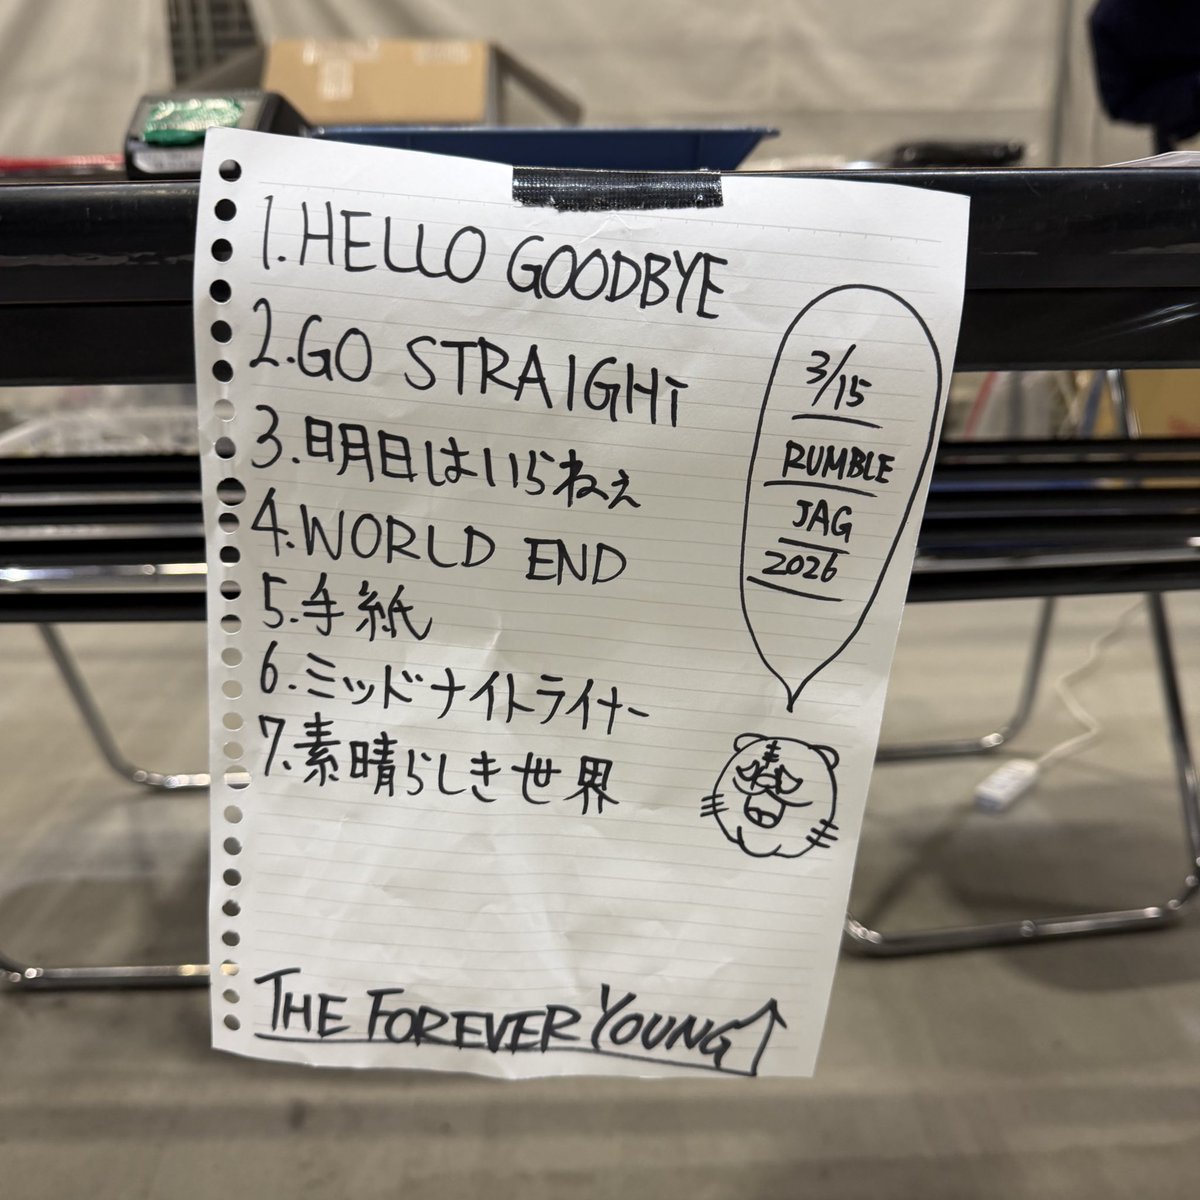 1.HELLO GOODBYE
2.GO STRAIGHT
3.明日はいらねぇ
4.WORLD END
5.手紙
6.ミッドナイトライナー
7.素晴らしき世界
3/15
RUMBLE
JAG
2026
THE FOREVER YOUNG